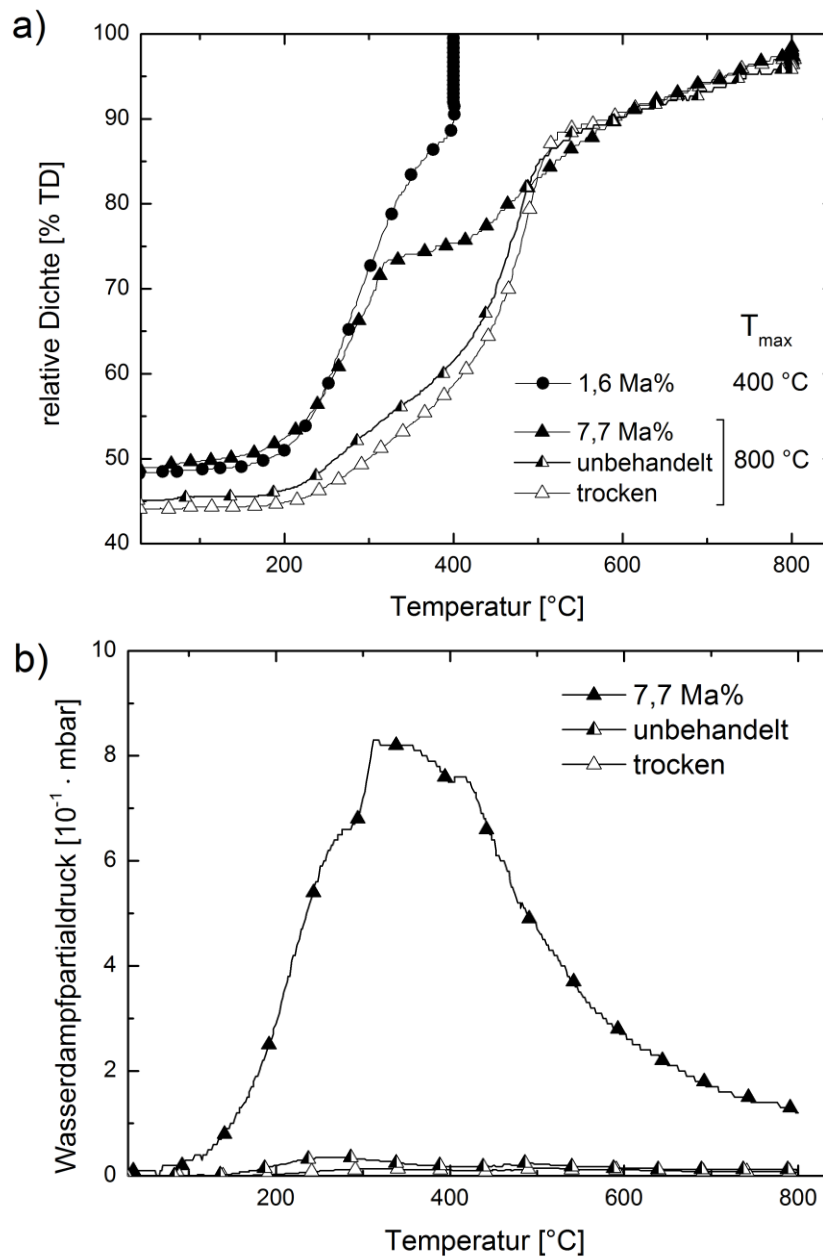 a)
100
90
80
70
60
50
40
relative Dichte [% TD]
200
400
600
800
Temperatur [°C]
T max
1,6 Ma%
400 °C
7,7 Ma%
unbehandelt
800 °C
trocken
b)
10
8
6
4
2
0
Wasserdampfpartialdruck [10⁻¹ · mbar]
200
400
600
800
Temperatur [°C]
7,7 Ma%
unbehandelt
trocken